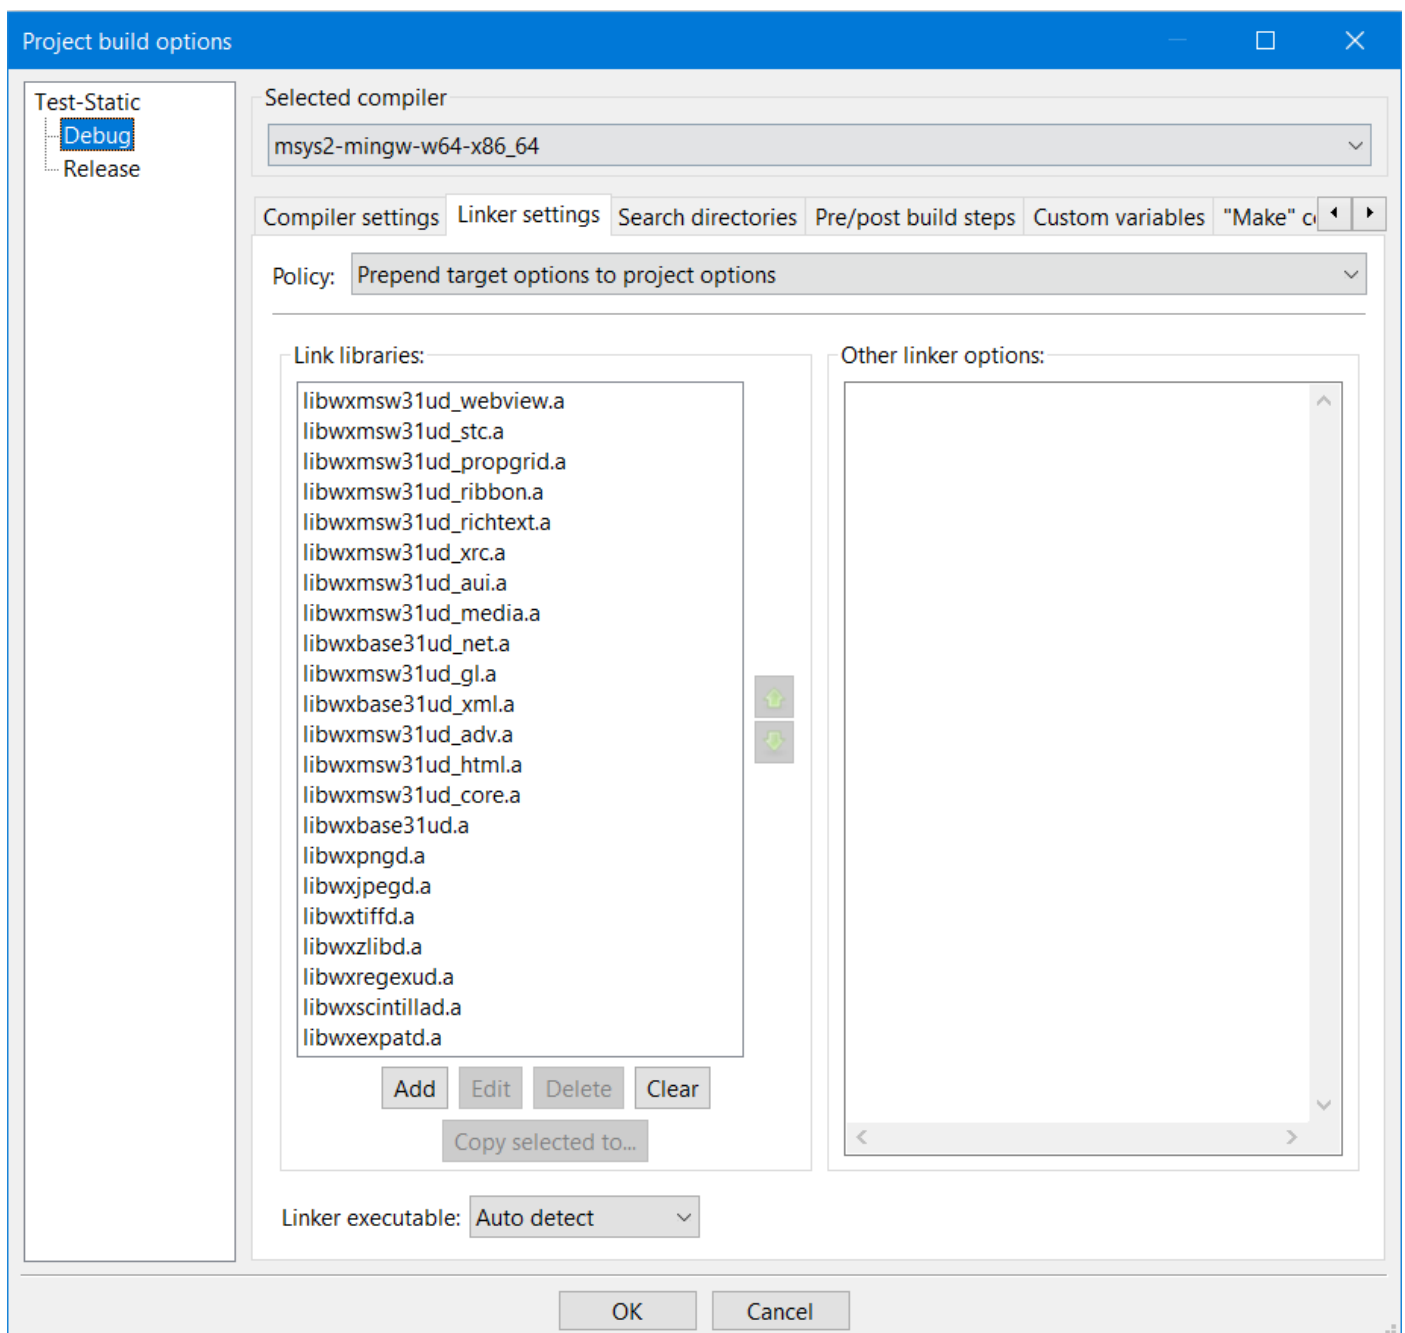 Project build options
Test-Static
Debug
Release
Selected compiler
msys2-mingw-w64-x86_64
Compiler settings
Linker settings
Search directories
Pre/post build steps
Custom variables
"Make" c
Policy:
Prepend target options to project options
Link libraries:
libwxmsw31ud_webview.a
libwxmsw31ud_stc.a
libwxmsw31ud_propgrid.a
libwxmsw31ud_ribbon.a
libwxmsw31ud_richtext.a
libwxmsw31ud_xrc.a
libwxmsw31ud_aui.a
libwxmsw31ud_media.a
libwxbase31ud_net.a
libwxmsw31ud_gl.a
libwxbase31ud_xml.a
libwxmsw31ud_adv.a
libwxmsw31ud_html.a
libwxmsw31ud_core.a
libwxbase31ud.a
libwxpngd.a
libwxjpegd.a
libwxtiffd.a
libwxzlibd.a
libwxregexud.a
libwxscintillad.a
libwxexpatd.a
Add
Edit
Delete
Clear
Copy selected to...
Other linker options:
Linker executable:
Auto detect
OK
Cancel